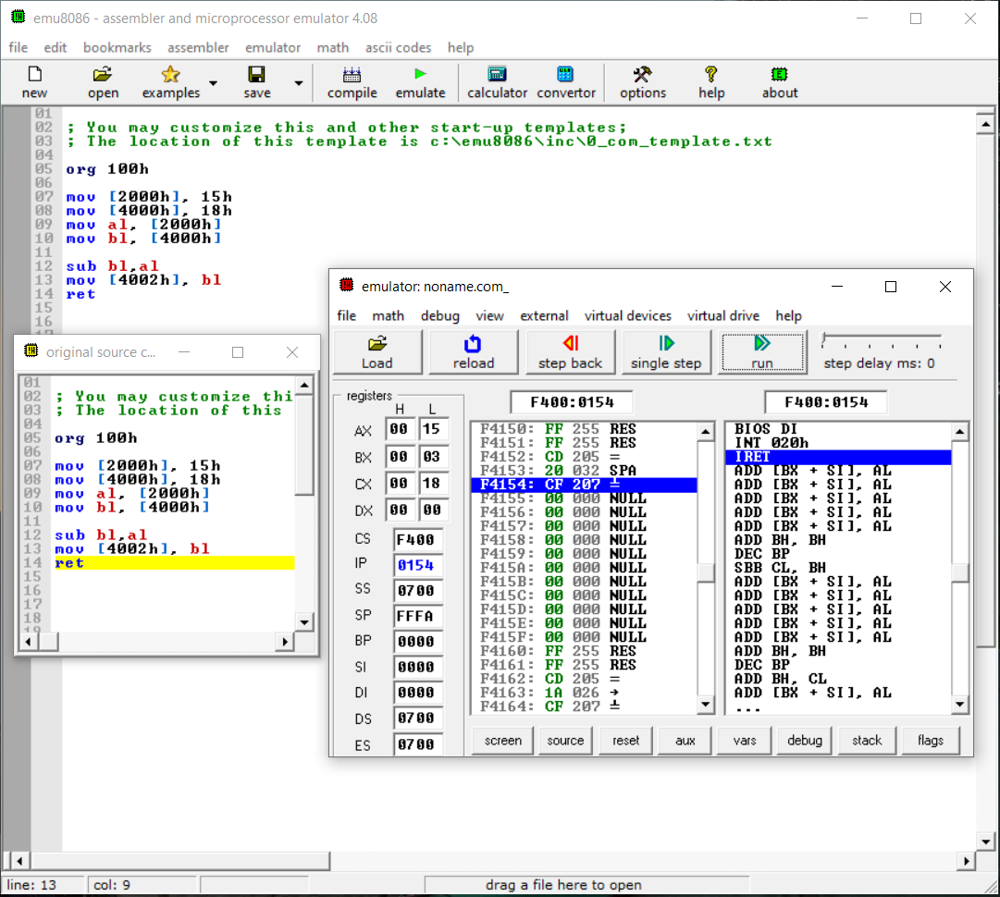 emu8086 - assembler and microprocessor emulator 4.08
file edit bookmarks assembler emulator math ascii codes help
new open examples save compile emulate calculator convertor options help about
01
02 ; You may customize this and other start-up templates;
03 ; The location of this template is c:\emu8086\inc\0_com_template.txt
04
05 org 100h
06
07 mov [2000h], 15h
08 mov [4000h], 18h
09 mov al, [2000h]
10 mov bl, [4000h]
11
12 sub bl,al
13 mov [4002h], bl
14 ret
15
16
original source c...
01
02 ; You may customize thi
03 ; The location of this
04
05 org 100h
06
07 mov [2000h], 15h
08 mov [4000h], 18h
09 mov al, [2000h]
10 mov bl, [4000h]
11
12 sub bl,al
13 mov [4002h], bl
14 ret
15
16
17
18
19
emulator: noname.com_
file math debug view external virtual devices virtual drive help
Load reload step back single step run step delay ms: 0
registers
H L
AX 00 15
BX 00 03
CX 00 18
DX 00 00
CS F400
IP 0154
SS 0700
SP FFFA
BP 0000
SI 0000
DI 0000
DS 0700
ES 0700
F400:0154
F4150: FF 255 RES
F4151: FF 255 RES
F4152: CD 205 =
F4153: 20 032 SPA
F4154: CF 207 ╧
F4155: 00 000 NULL
F4156: 00 000 NULL
F4157: 00 000 NULL
F4158: 00 000 NULL
F4159: 00 000 NULL
F415A: 00 000 NULL
F415B: 00 000 NULL
F415C: 00 000 NULL
F415D: 00 000 NULL
F415E: 00 000 NULL
F415F: 00 000 NULL
F4160: FF 255 RES
F4161: FF 255 RES
F4162: CD 205 =
F4163: 1A 026 →
F4164: CF 207 ╧
F400:0154
BIOS DI
INT 020h
IRET
ADD [BX + SI], AL
ADD [BX + SI], AL
ADD [BX + SI], AL
ADD [BX + SI], AL
ADD [BX + SI], AL
ADD BH, BH
DEC BP
SBB CL, BH
ADD [BX + SI], AL
ADD [BX + SI], AL
ADD [BX + SI], AL
ADD [BX + SI], AL
ADD [BX + SI], AL
ADD BH, BH
DEC BP
ADD BH, CL
ADD [BX + SI], AL
...
screen source reset aux vars debug stack flags
line: 13 col: 9 drag a file here to open